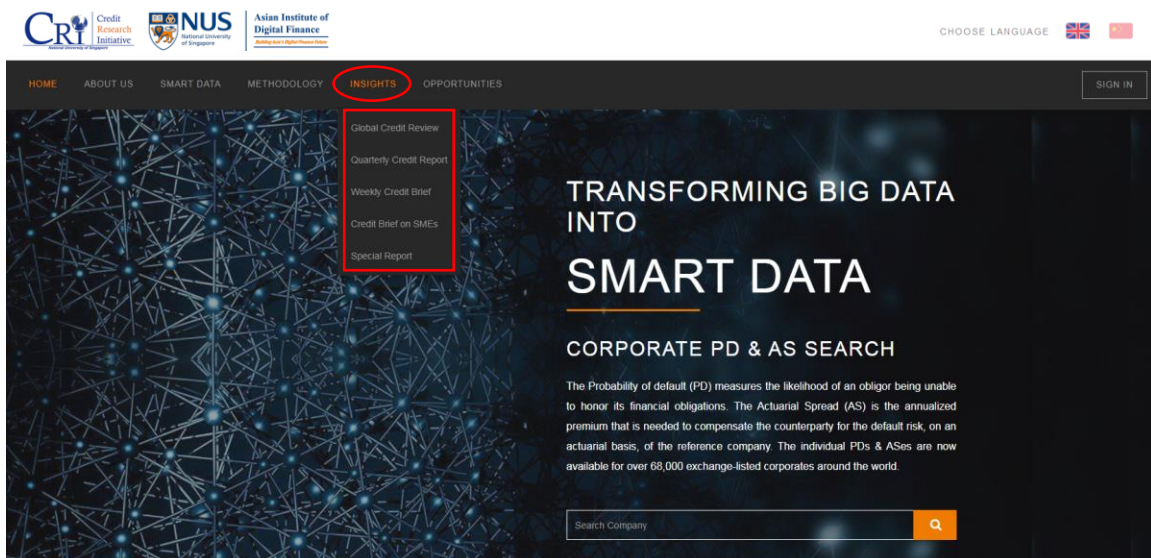 CRI
Credit
Research
Initiative
National University of Singapore
NUS
National University
of Singapore
Asian Institute of
Digital Finance
Building Asia's Digital Finance Future
CHOOSE LANGUAGE
HOME ABOUT US SMART DATA METHODOLOGY INSIGHTS OPPORTUNITIES SIGN IN
Global Credit Review
Quarterly Credit Report
Weekly Credit Brief
Credit Brief on SMEs
Special Report
TRANSFORMING BIG DATA
INTO
SMART DATA
CORPORATE PD & AS SEARCH
The Probability of default (PD) measures the likelihood of an obligor being unable
to honor its financial obligations. The Actuarial Spread (AS) is the annualized
premium that is needed to compensate the counterparty for the default risk, on an
actuarial basis, of the reference company. The individual PDs & ASes are now
available for over 68,000 exchange-listed corporates around the world.
Search Company